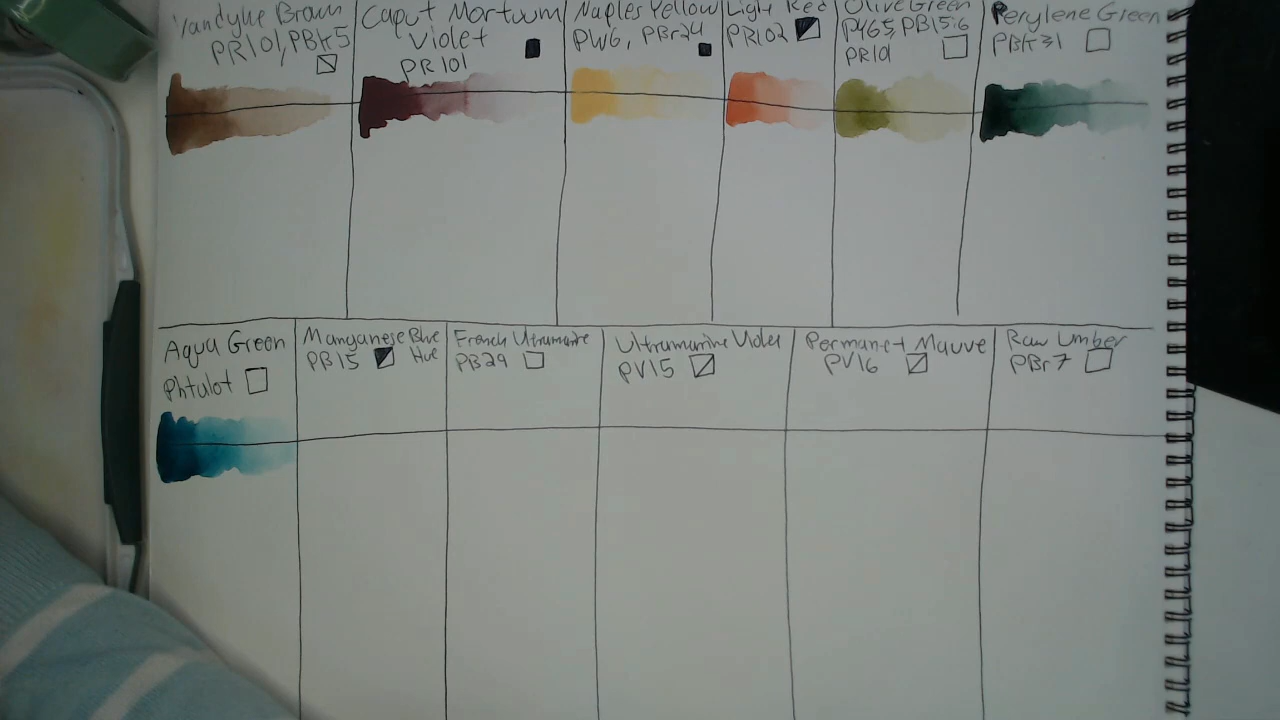 Vandyke Brown
PR101, PBk5
Caput Mortuum
Violet
PR101
Naples Yellow
PW6, PBr24
Light Red
PR102
Olive Green
PY65, PB15:6
PR101
Perylene Green
PBk31
Aqua Green
Phtulot
Manganese Blue
PB15 Hue
French Ultramarine
PB29
Ultramarine Violet
PV15
Permanet Mauve
PV16
Raw Umber
PBr7